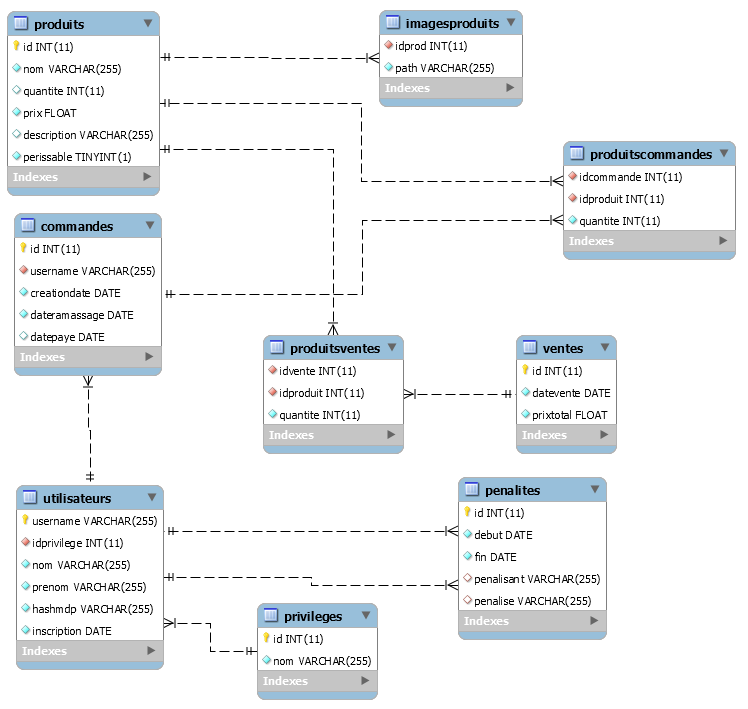 produits
id INT(11)
nom VARCHAR(255)
quantite INT(11)
prix FLOAT
description VARCHAR(255)
perissable TINYINT(1)
Indexes
imagesproduits
idprod INT(11)
path VARCHAR(255)
Indexes
produitscommandes
idcommande INT(11)
idproduit INT(11)
quantite INT(11)
Indexes
commandes
id INT(11)
username VARCHAR(255)
creationdate DATE
dateramassage DATE
datepaye DATE
Indexes
produitsventes
idvente INT(11)
idproduit INT(11)
quantite INT(11)
Indexes
ventes
id INT(11)
datevente DATE
prixtotal FLOAT
Indexes
utilisateurs
username VARCHAR(255)
idprivilege INT(11)
nom VARCHAR(255)
prenom VARCHAR(255)
hashmdp VARCHAR(255)
inscription DATE
Indexes
penalites
id INT(11)
debut DATE
fin DATE
penalisant VARCHAR(255)
penalise VARCHAR(255)
Indexes
privileges
id INT(11)
nom VARCHAR(255)
Indexes